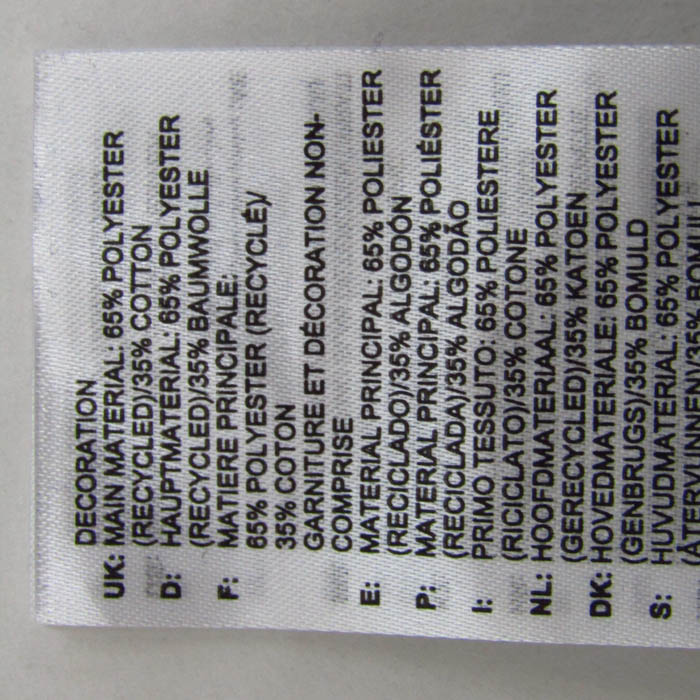 DECORATION
UK: MAIN MATERIAL: 65% POLYESTER
(RECYCLED)/35% COTTON
D: HAUPTMATERIAL: 65% POLYESTER
(RECYCLED)/35% BAUMWOLLE
F: MATIERE PRINCIPALE:
65% POLYESTER (RECYCLÉ)/
35% COTON
GARNITURE ET DÉCORATION NON-
COMPRISE
E: MATERIAL PRINCIPAL: 65% POLIESTER
(RECICLADO)/35% ALGODÓN
P: MATERIAL PRINCIPAL: 65% POLIÉSTER
(RECICLADA)/35% ALGODÃO
I: PRIMO TESSUTO: 65% POLIESTERE
(RICICLATO)/35% COTONE
NL: HOOFDMATERIAAL: 65% POLYESTER
(GERECYCLED)/35% KATOEN
DK: HOVEDMATERIALE: 65% POLYESTER
(GENBRUGS)/35% BOMULD
S: HUVUDMATERIAL: 65% POLYESTER